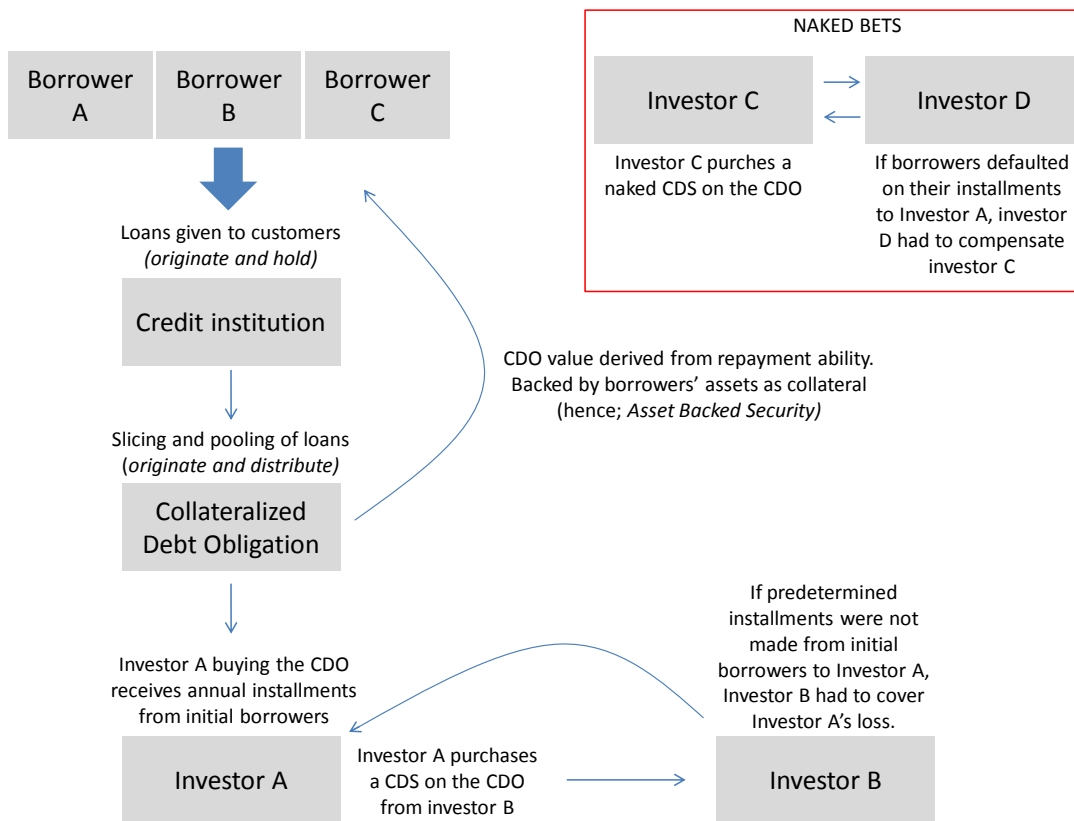 NAKED BETS
Borrower
A
Borrower
B
Borrower
C
Investor C
Investor D
Investor C purches a
naked CDS on the CDO
If borrowers defaulted
on their installments
to Investor A, investor
D had to compensate
investor C
Loans given to customers
(originate and hold)
Credit institution
CDO value derived from repayment ability.
Backed by borrowers’ assets as collateral
(hence; Asset Backed Security)
Slicing and pooling of loans
(originate and distribute)
Collateralized
Debt Obligation
If predetermined
installments were not
made from initial
borrowers to Investor A,
Investor B had to cover
Investor A’s loss.
Investor A buying the CDO
receives annual installments
from initial borrowers
Investor A
Investor A purchases
a CDS on the CDO
from investor B
Investor B